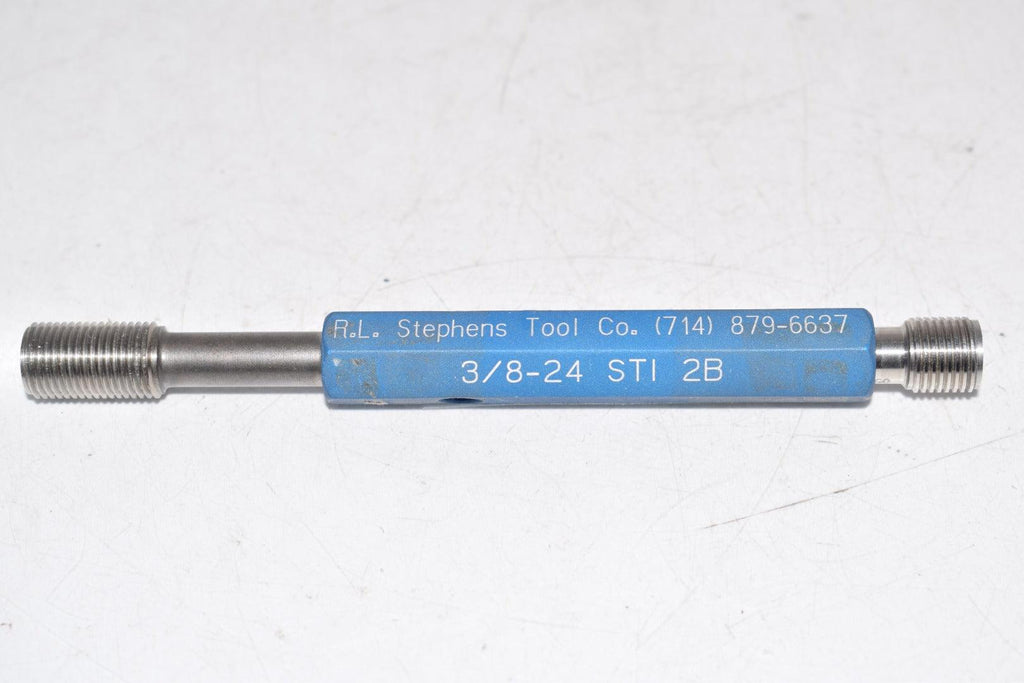 R.L. Stephens Tool Co. (714) 879-6637
3/8-24 STI 2B